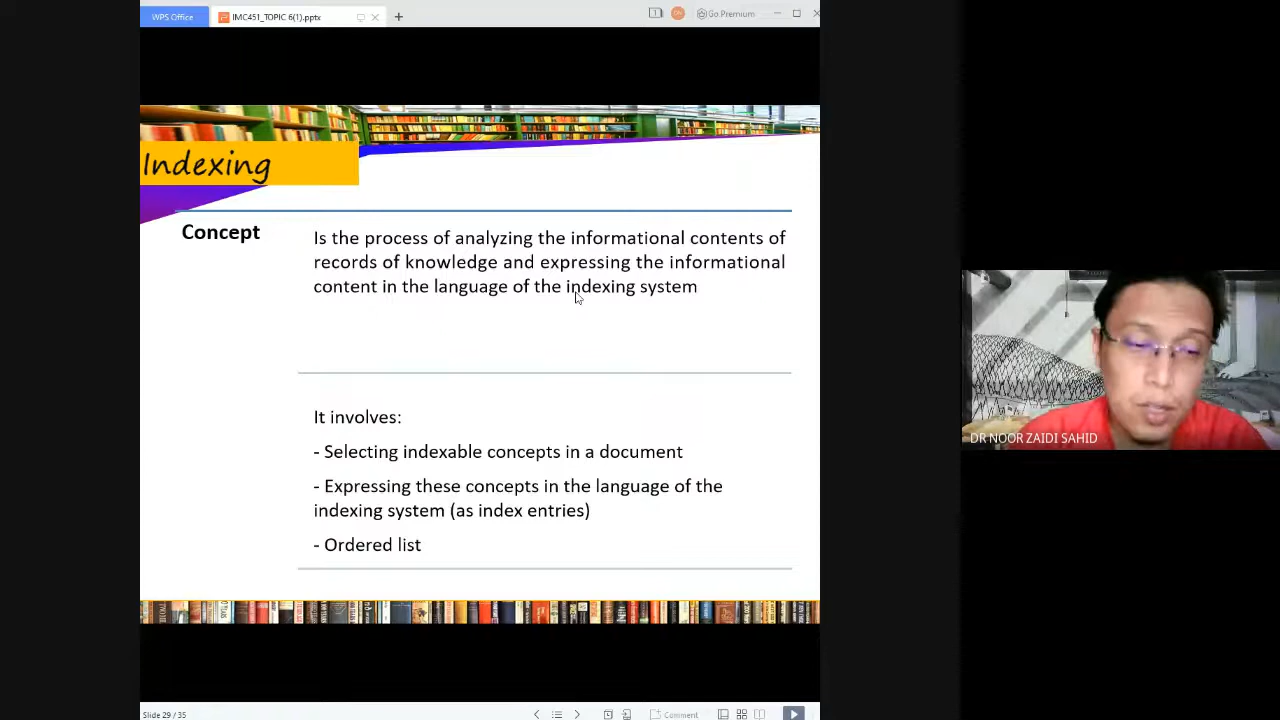 WPS Office
IMC451_TOPIC 6(1).pptx
Go Premium
Indexing
Concept
Is the process of analyzing the informational contents of
records of knowledge and expressing the informational
content in the language of the indexing system
It involves:
- Selecting indexable concepts in a document
- Expressing these concepts in the language of the
indexing system (as index entries)
- Ordered list
DR NOOR ZAIDI SAHID
Slide 29 / 35
Comment